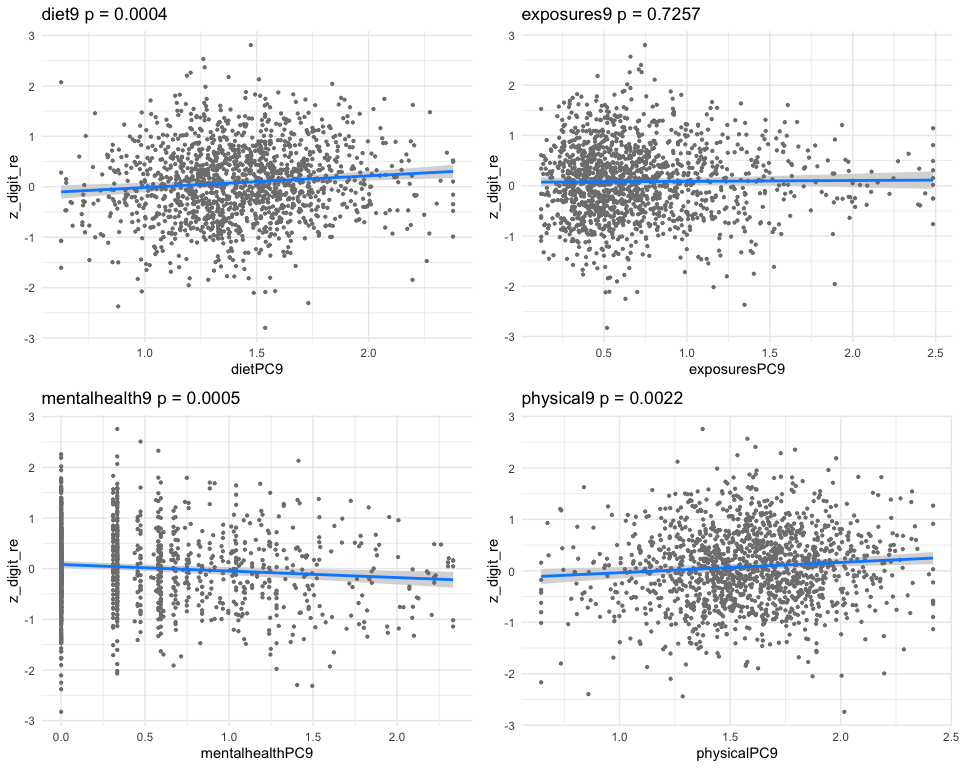 diet9 p = 0.0004
z_digit_re
3
2
1
0
-1
-2
-3
1.0 1.5 2.0
dietPC9
exposures9 p = 0.7257
z_digit_re
3
2
1
0
-1
-2
-3
0.5 1.0 1.5 2.0 2.5
exposuresPC9
mentalhealth9 p = 0.0005
z_digit_re
3
2
1
0
-1
-2
-3
0.0 0.5 1.0 1.5 2.0
mentalhealthPC9
physical9 p = 0.0022
z_digit_re
3
2
1
0
-1
-2
-3
1.0 1.5 2.0 2.5
physicalPC9